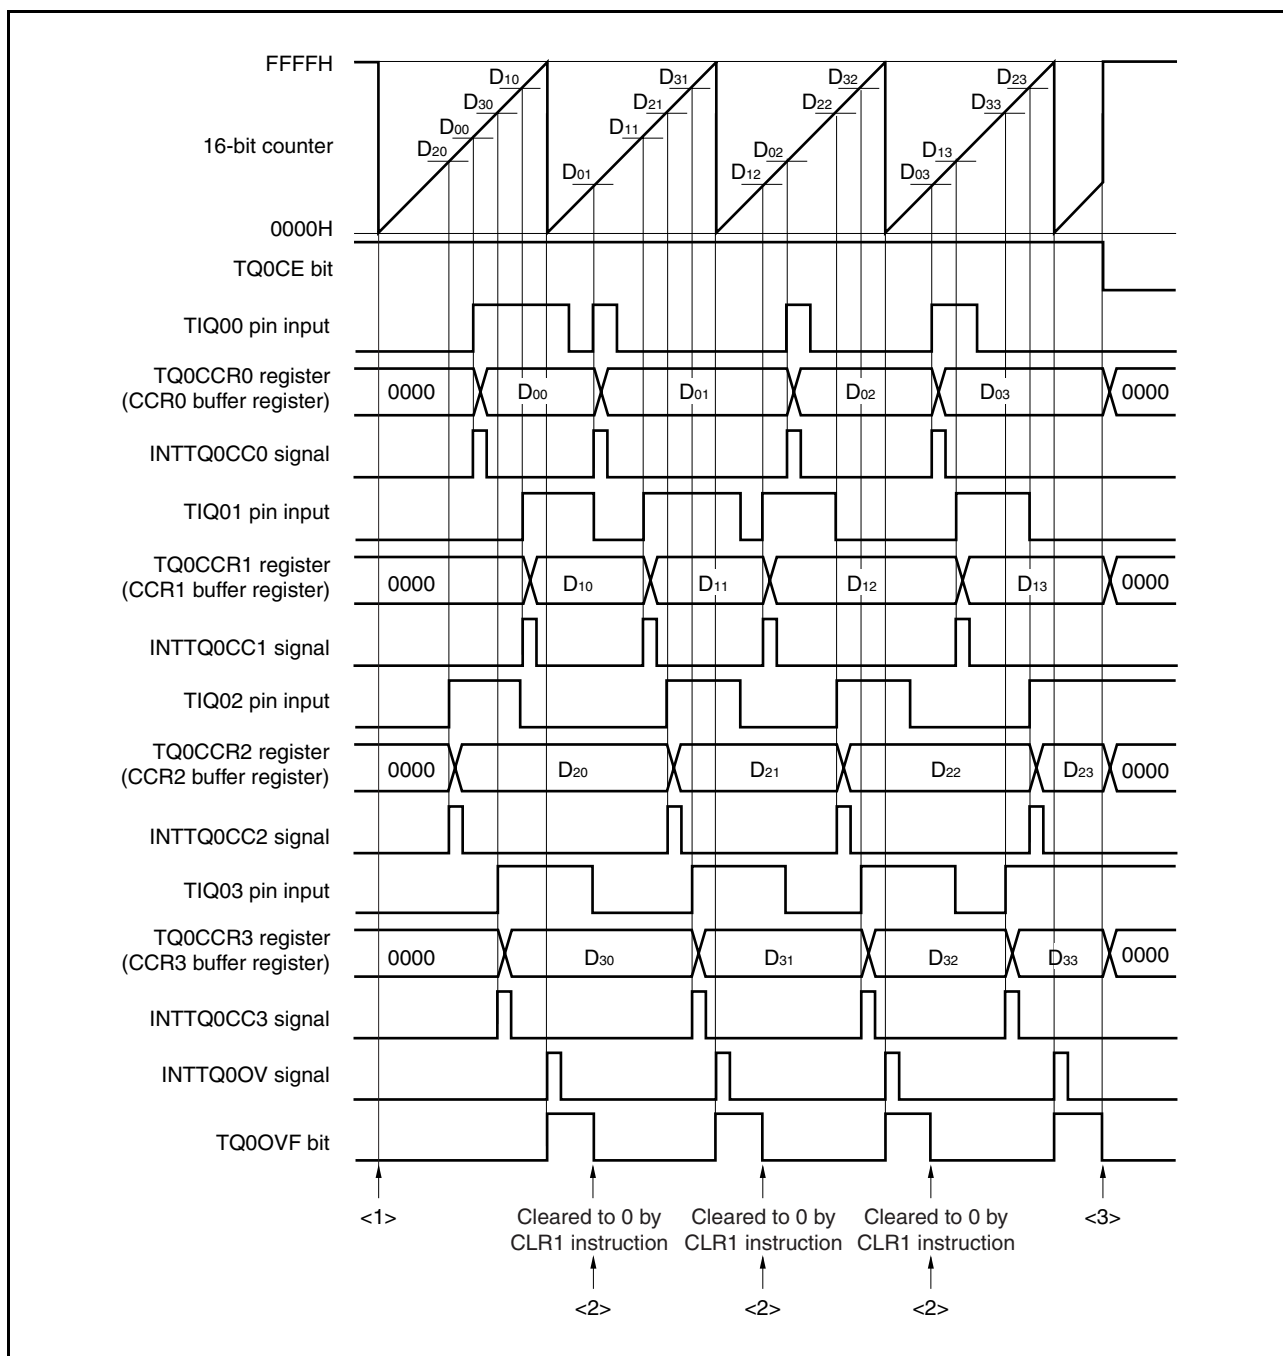 FFFFH
D10 D31 D32 D23
D30 D21 D22 D33
D00 D11
16-bit counter
D20 D02 D13
D01 D12 D03
0000H
TQ0CE bit
TIQ00 pin input
TQ0CCR0 register
(CCR0 buffer register)
0000 D00 D01 D02 D03 0000
INTTQ0CC0 signal
TIQ01 pin input
TQ0CCR1 register
(CCR1 buffer register)
0000 D10 D11 D12 D13 0000
INTTQ0CC1 signal
TIQ02 pin input
TQ0CCR2 register
(CCR2 buffer register)
0000 D20 D21 D22 D23 0000
INTTQ0CC2 signal
TIQ03 pin input
TQ0CCR3 register
(CCR3 buffer register)
0000 D30 D31 D32 D33 0000
INTTQ0CC3 signal
INTTQ0OV signal
TQ0OVF bit
<1>
Cleared to 0 by
CLR1 instruction
<2>
Cleared to 0 by
CLR1 instruction
<2>
Cleared to 0 by
CLR1 instruction
<2>
<3>